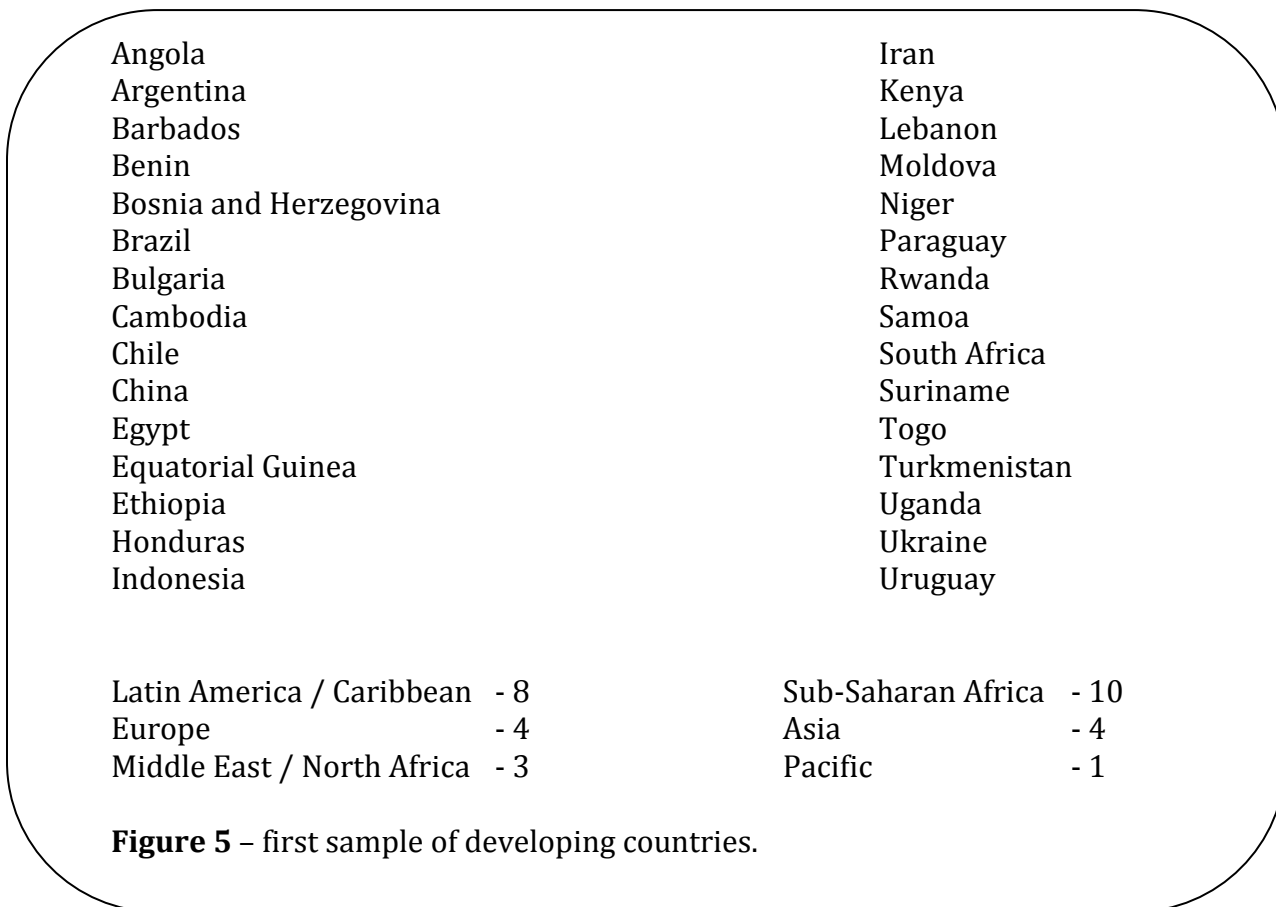 Angola
Argentina
Barbados
Benin
Bosnia and Herzegovina
Brazil
Bulgaria
Cambodia
Chile
China
Egypt
Equatorial Guinea
Ethiopia
Honduras
Indonesia
Iran
Kenya
Lebanon
Moldova
Niger
Paraguay
Rwanda
Samoa
South Africa
Suriname
Togo
Turkmenistan
Uganda
Ukraine
Uruguay
Latin America / Caribbean - 8
Europe - 4
Middle East / North Africa - 3
Sub-Saharan Africa - 10
Asia - 4
Pacific - 1
Figure 5 – first sample of developing countries.